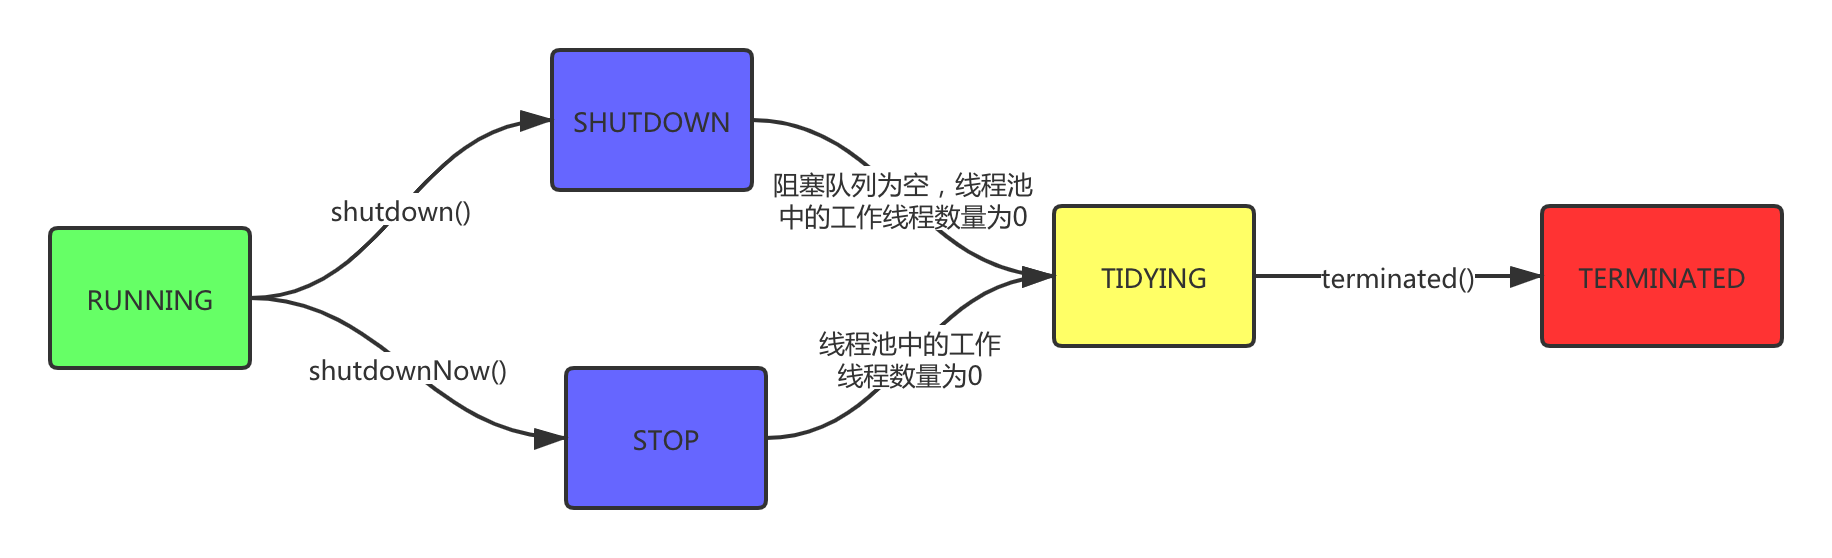 RUNNING
shutdown()
shutdownNow()
SHUTDOWN
STOP
阻塞队列为空，线程池
中的工作线程数量为0
线程池中的工作
线程数量为0
TIDYING
terminated()
TERMINATED